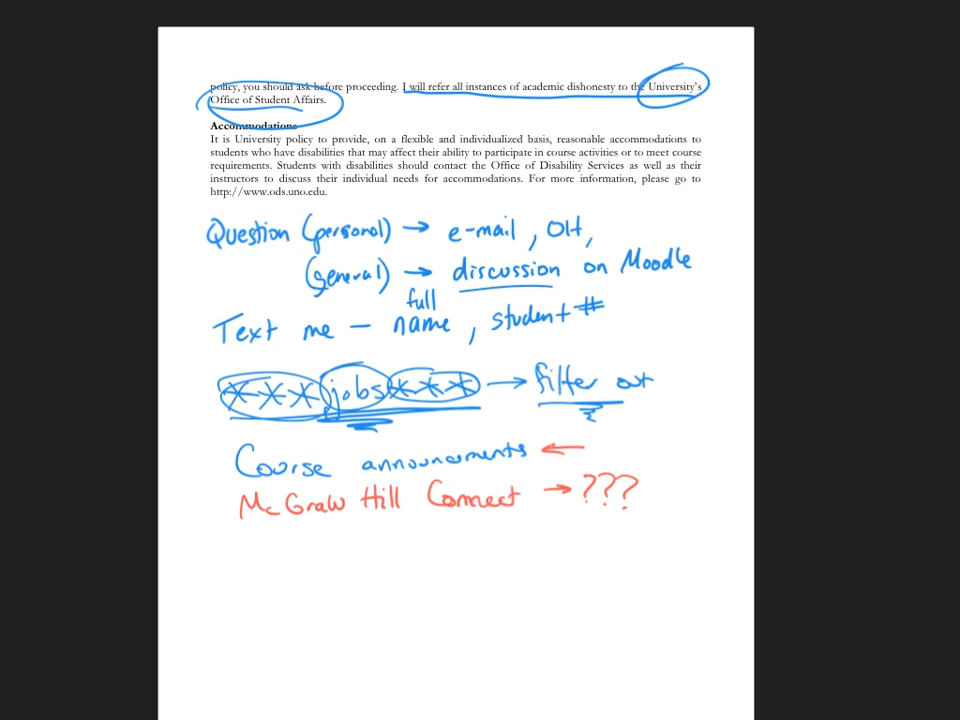 policy, you should ask before proceeding. I will refer all instances of academic dishonesty to the University's
Office of Student Affairs.
Accommodations
It is University policy to provide, on a flexible and individualized basis, reasonable accommodations to
students who have disabilities that may affect their ability to participate in course activities or to meet course
requirements. Students with disabilities should contact the Office of Disability Services as well as their
instructors to discuss their individual needs for accommodations. For more information, please go to
http://www.ods.uno.edu.
Question (personal) → e-mail, OH,
(general) → discussion on Moodle
full
Text me — name, student #
***jobs*** → filter out
Course announcements ←
McGraw Hill Connect → ???